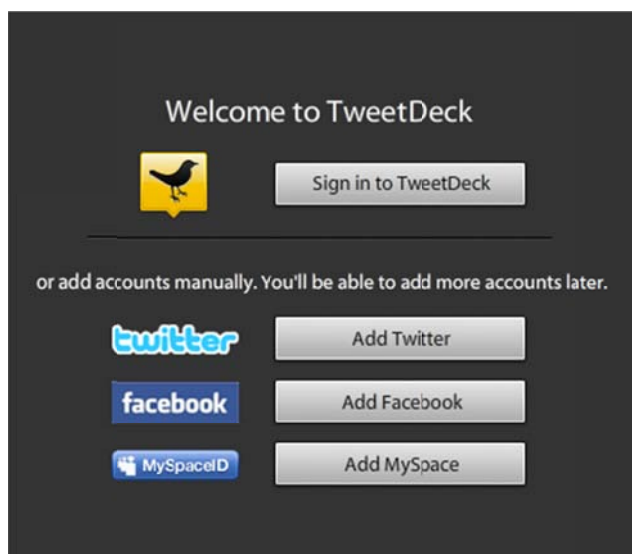 Welcome to TweetDeck
Sign in to TweetDeck
or add accounts manually. You'll be able to add more accounts later.
twitter
Add Twitter
facebook
Add Facebook
MySpaceID
Add MySpace